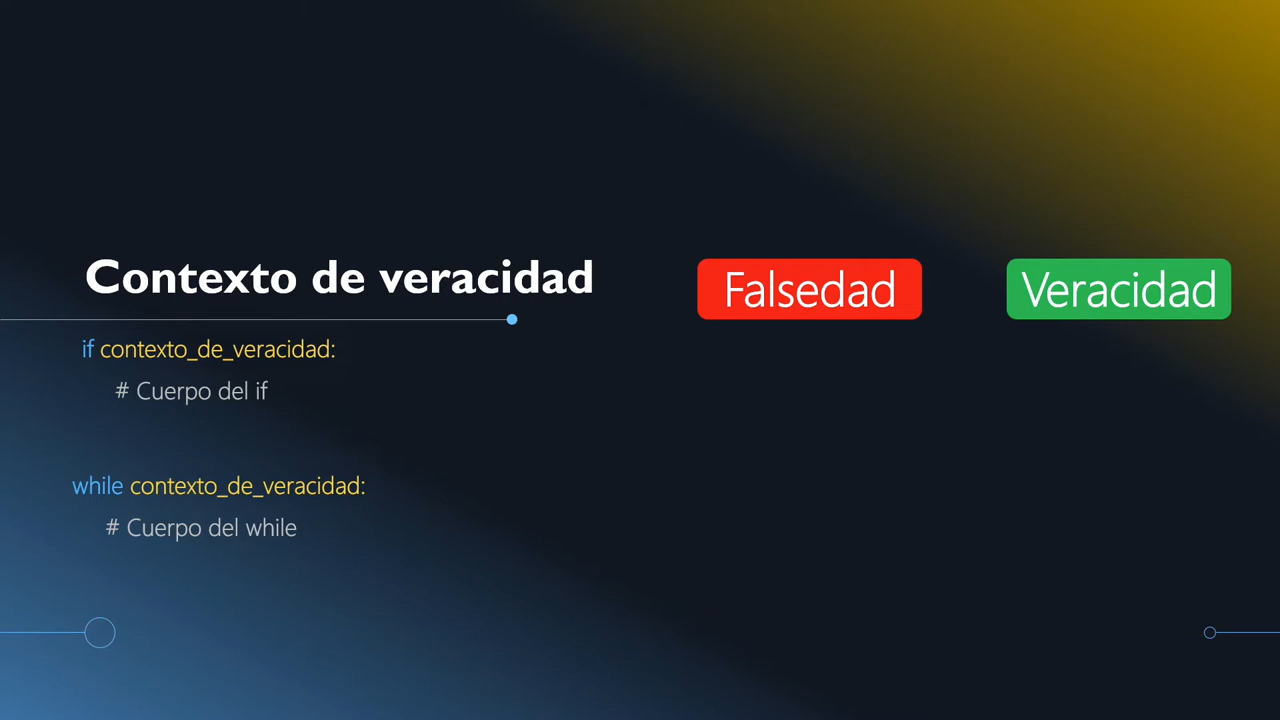 Contexto de veracidad
if contexto_de_veracidad:
# Cuerpo del if
while contexto_de_veracidad:
# Cuerpo del while
Falsedad
Veracidad